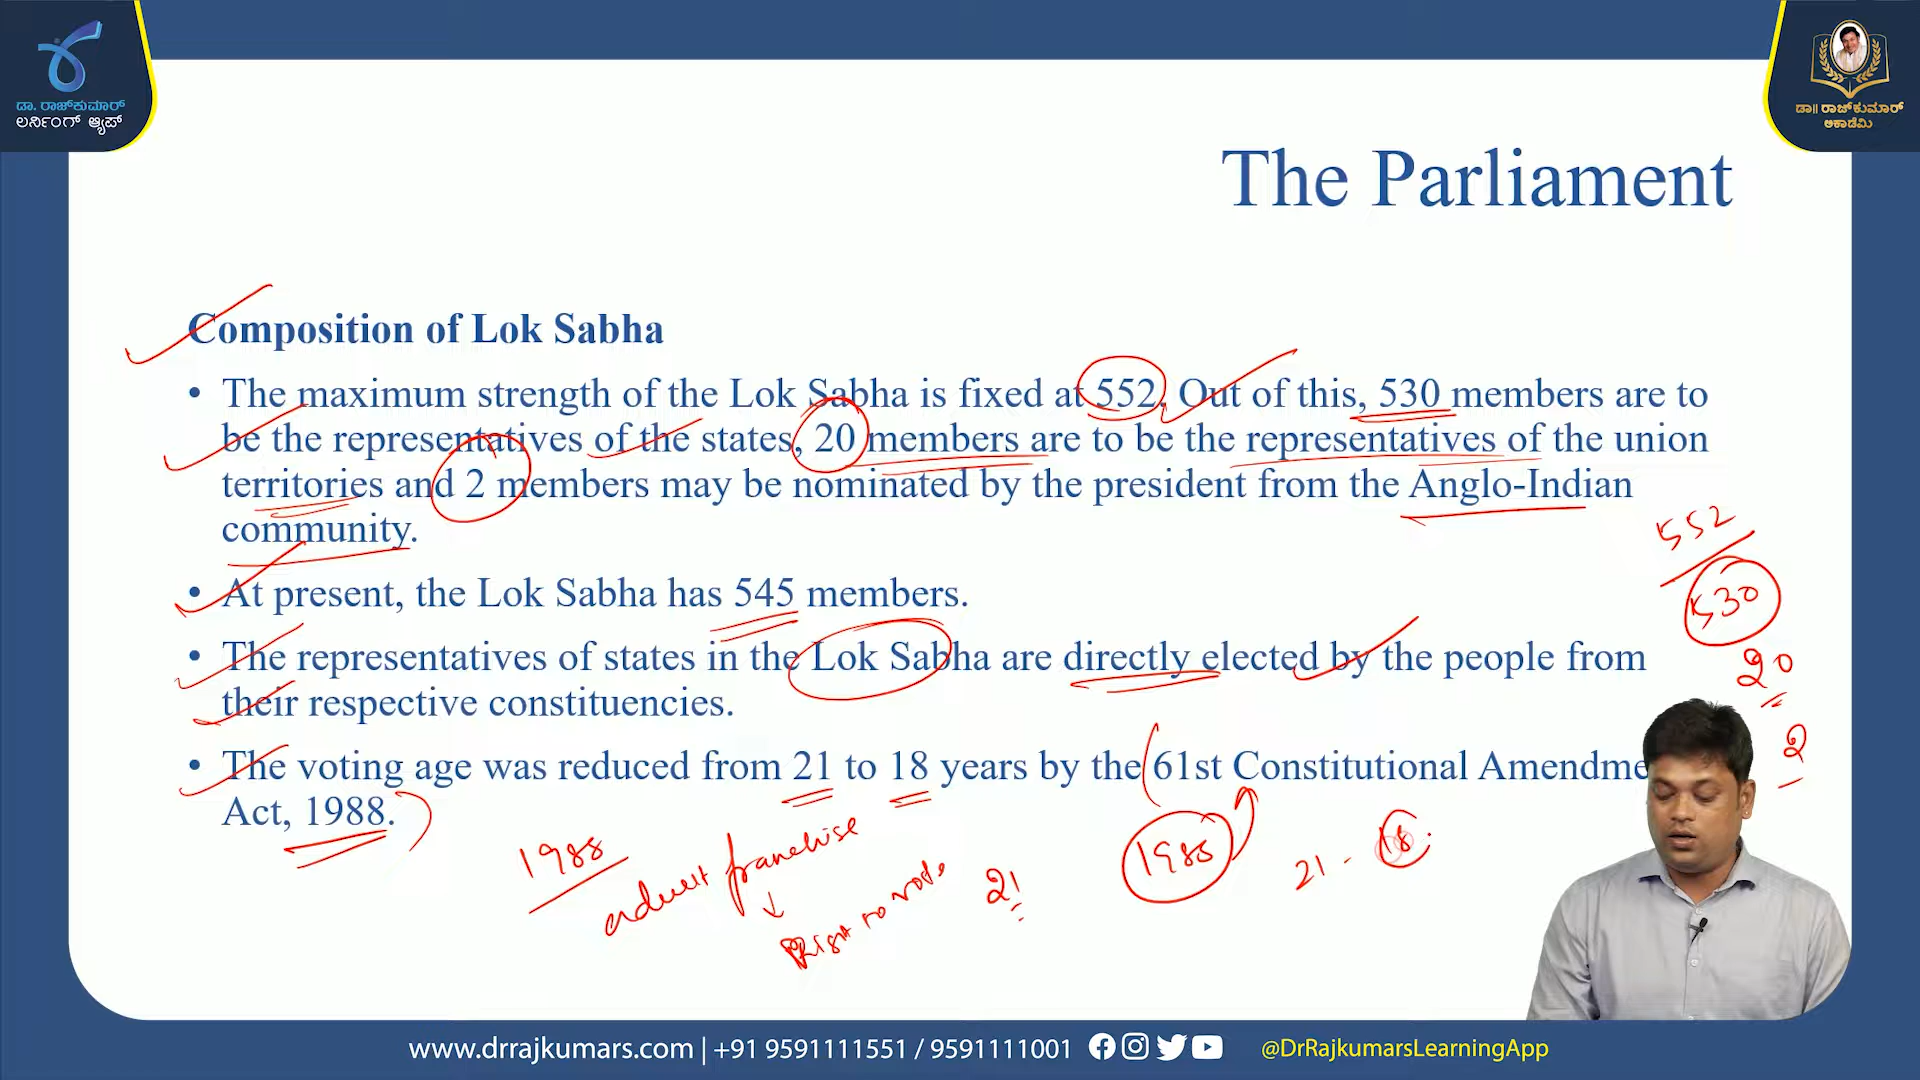 ಡಾ. ರಾಜ್‌ಕುಮಾರ್
ಲರ್ನಿಂಗ್ ಆ್ಯಪ್
ಡಾ|| ರಾಜ್‌ಕುಮಾರ್
ಅಕಾಡೆಮಿ
The Parliament
Composition of Lok Sabha
• The maximum strength of the Lok Sabha is fixed at 552. Out of this, 530 members are to
be the representatives of the states, 20 members are to be the representatives of the union
territories and 2 members may be nominated by the president from the Anglo-Indian
community.
552
530
20
2
• At present, the Lok Sabha has 545 members.
• The representatives of states in the Lok Sabha are directly elected by the people from
their respective constituencies.
• The voting age was reduced from 21 to 18 years by the 61st Constitutional Amendme
Act, 1988.
1988
adult franchise
Right to vote
21
1988
21 - 18
www.drrajkumars.com | +91 9591111551 / 9591111001
@DrRajkumarsLearningApp